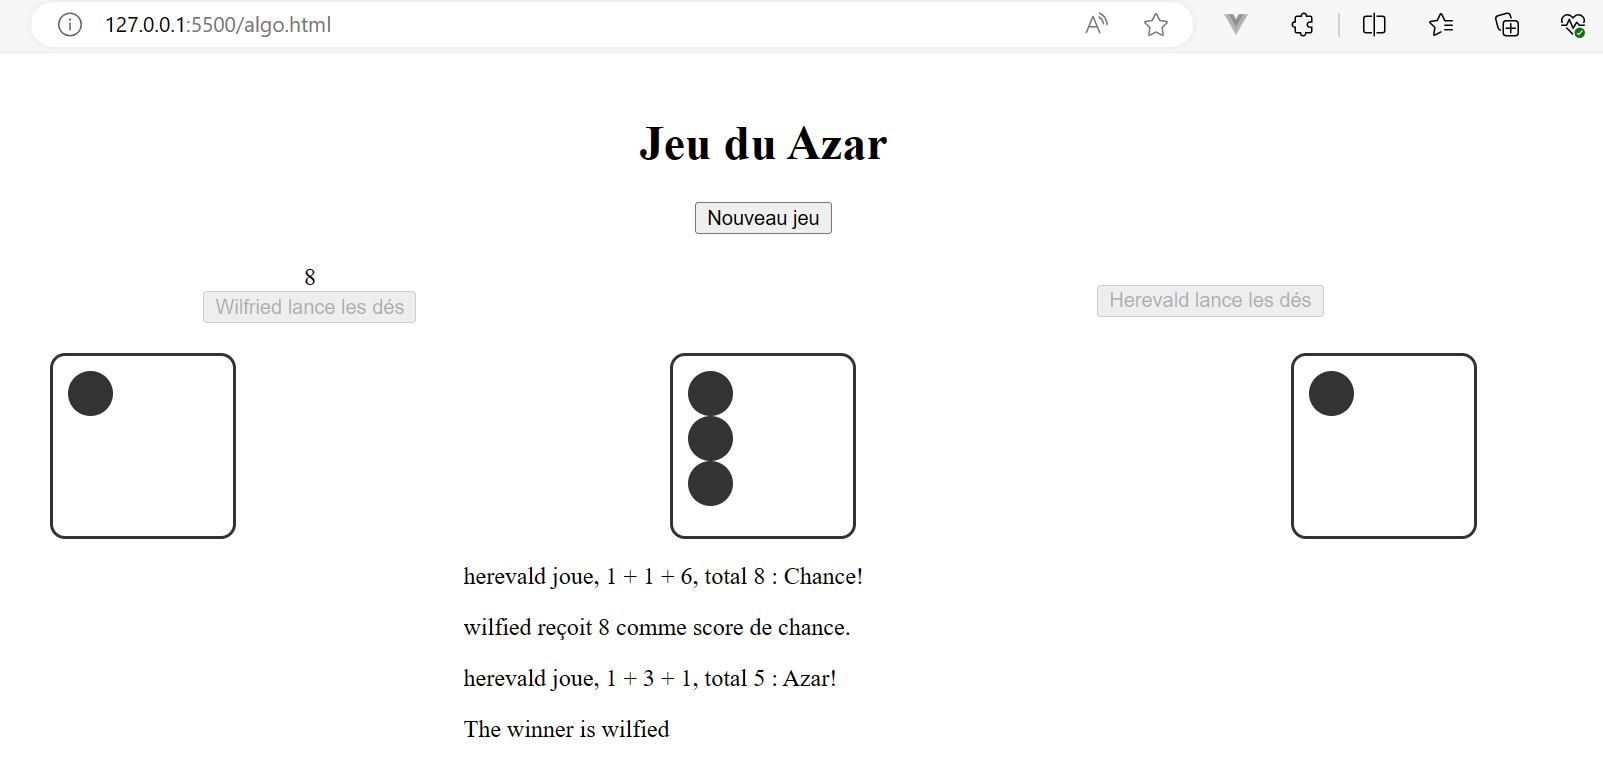 127.0.0.1:5500/algo.html
Jeu du Azar
Nouveau jeu
8
Wilfried lance les dés
Herevald lance les dés
herevald joue, 1 + 1 + 6, total 8 : Chance!
wilfied reçoit 8 comme score de chance.
herevald joue, 1 + 3 + 1, total 5 : Azar!
The winner is wilfied